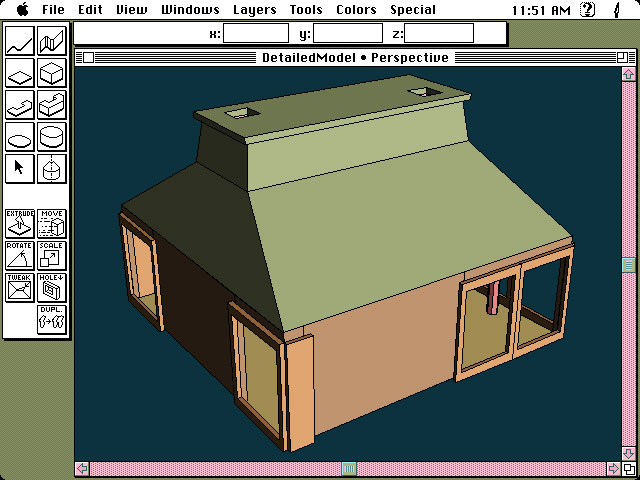 File Edit View Windows Layers Tools Colors Special 11:51 AM
x: y: z:
DetailedModel • Perspective
EXTRUDE MOVE
ROTATE SCALE
TWEAK HOLE+
DUPL.